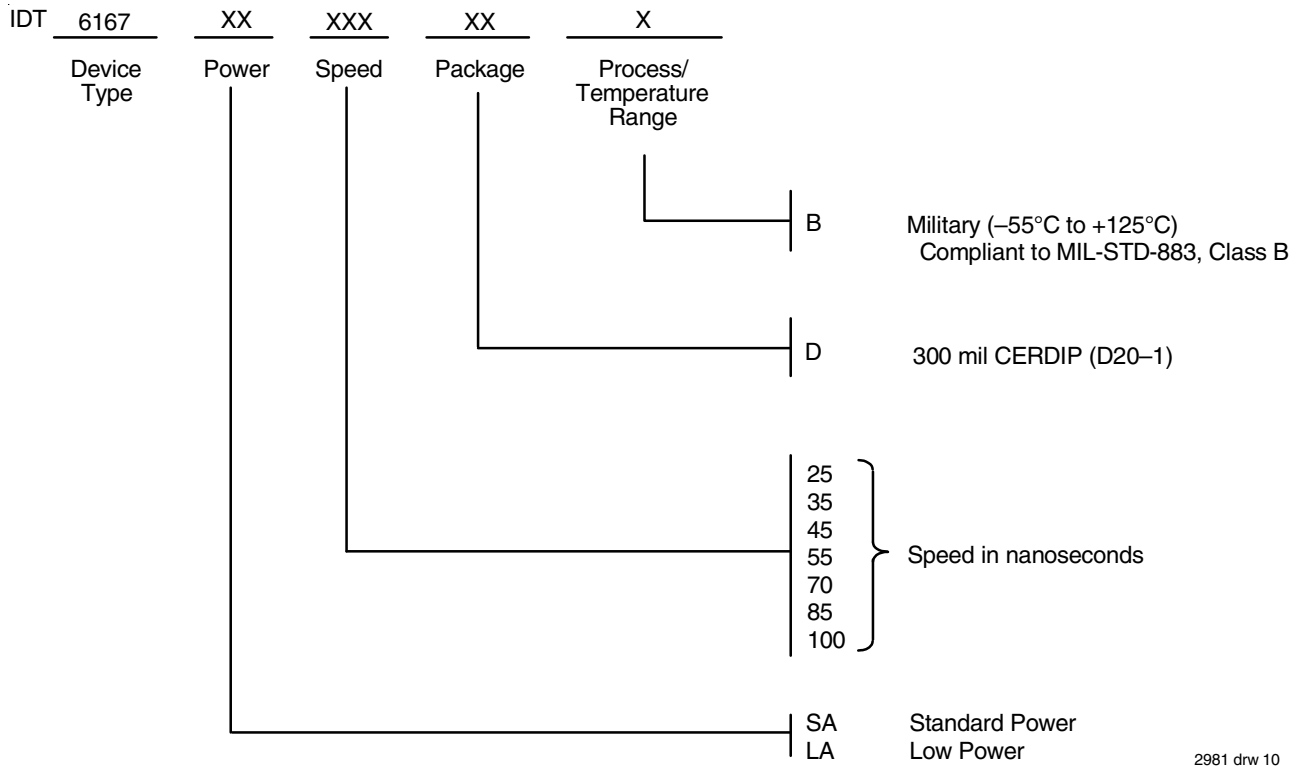 IDT 6167 XX XXX XX X
Device Type
Power
Speed
Package
Process/
Temperature
Range
B Military (–55°C to +125°C)
Compliant to MIL-STD-883, Class B
D 300 mil CERDIP (D20–1)
25
35
45
55
70
85
100
Speed in nanoseconds
SA Standard Power
LA Low Power
2981 drw 10